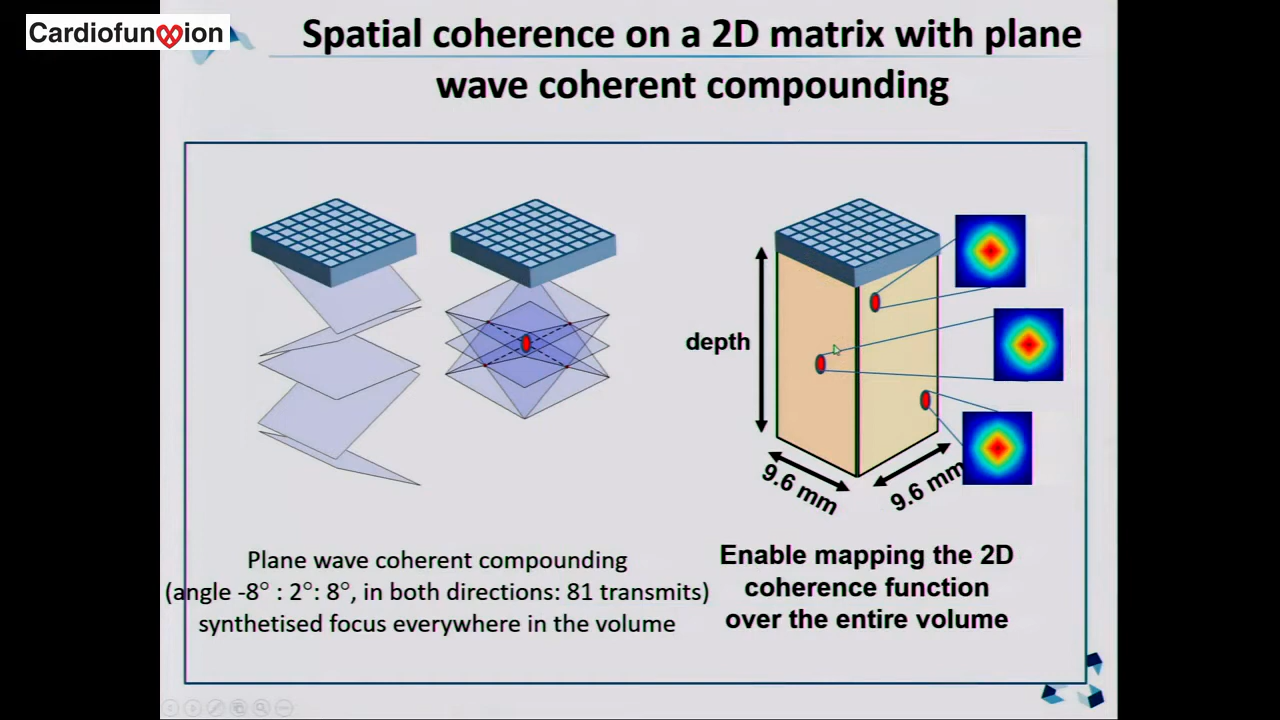 Cardiofunxion
Spatial coherence on a 2D matrix with plane
wave coherent compounding
depth
9.6 mm
9.6 mm
Plane wave coherent compounding
(angle -8° : 2°: 8°, in both directions: 81 transmits)
synthetised focus everywhere in the volume
Enable mapping the 2D
coherence function
over the entire volume